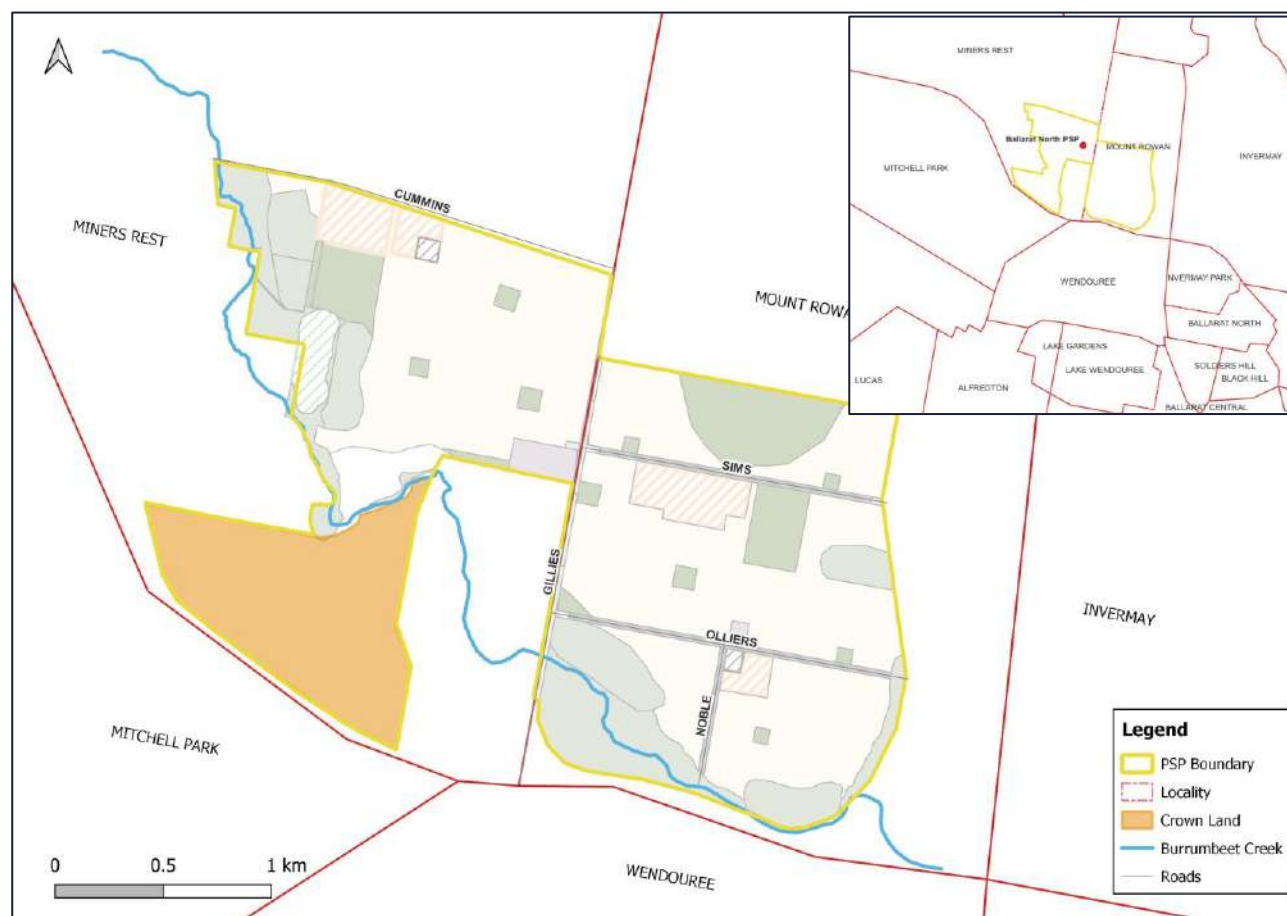 MINERS REST
Ballarat North PSP
MOUNT ROWAN
INVERMAY
MITCHELL PARK
WENDOUREE
NVERMAY PARK
BALLARAT NORTH
LAKE GARDENS
SOLDIERS HILL
LAKE WENDOUREE
BLACK HILL
LUCAS
ALFREDTON
BALLARAT CENTRAL
CUMMINS
MINERS REST
MOUNT ROWA
SIMS
GILLIES
OLLIERS
INVERMAY
NOBLE
MITCHELL PARK
WENDOUREE
0 0.5 1 km
Legend
PSP Boundary
Locality
Crown Land
Burrumbeet Creek
Roads